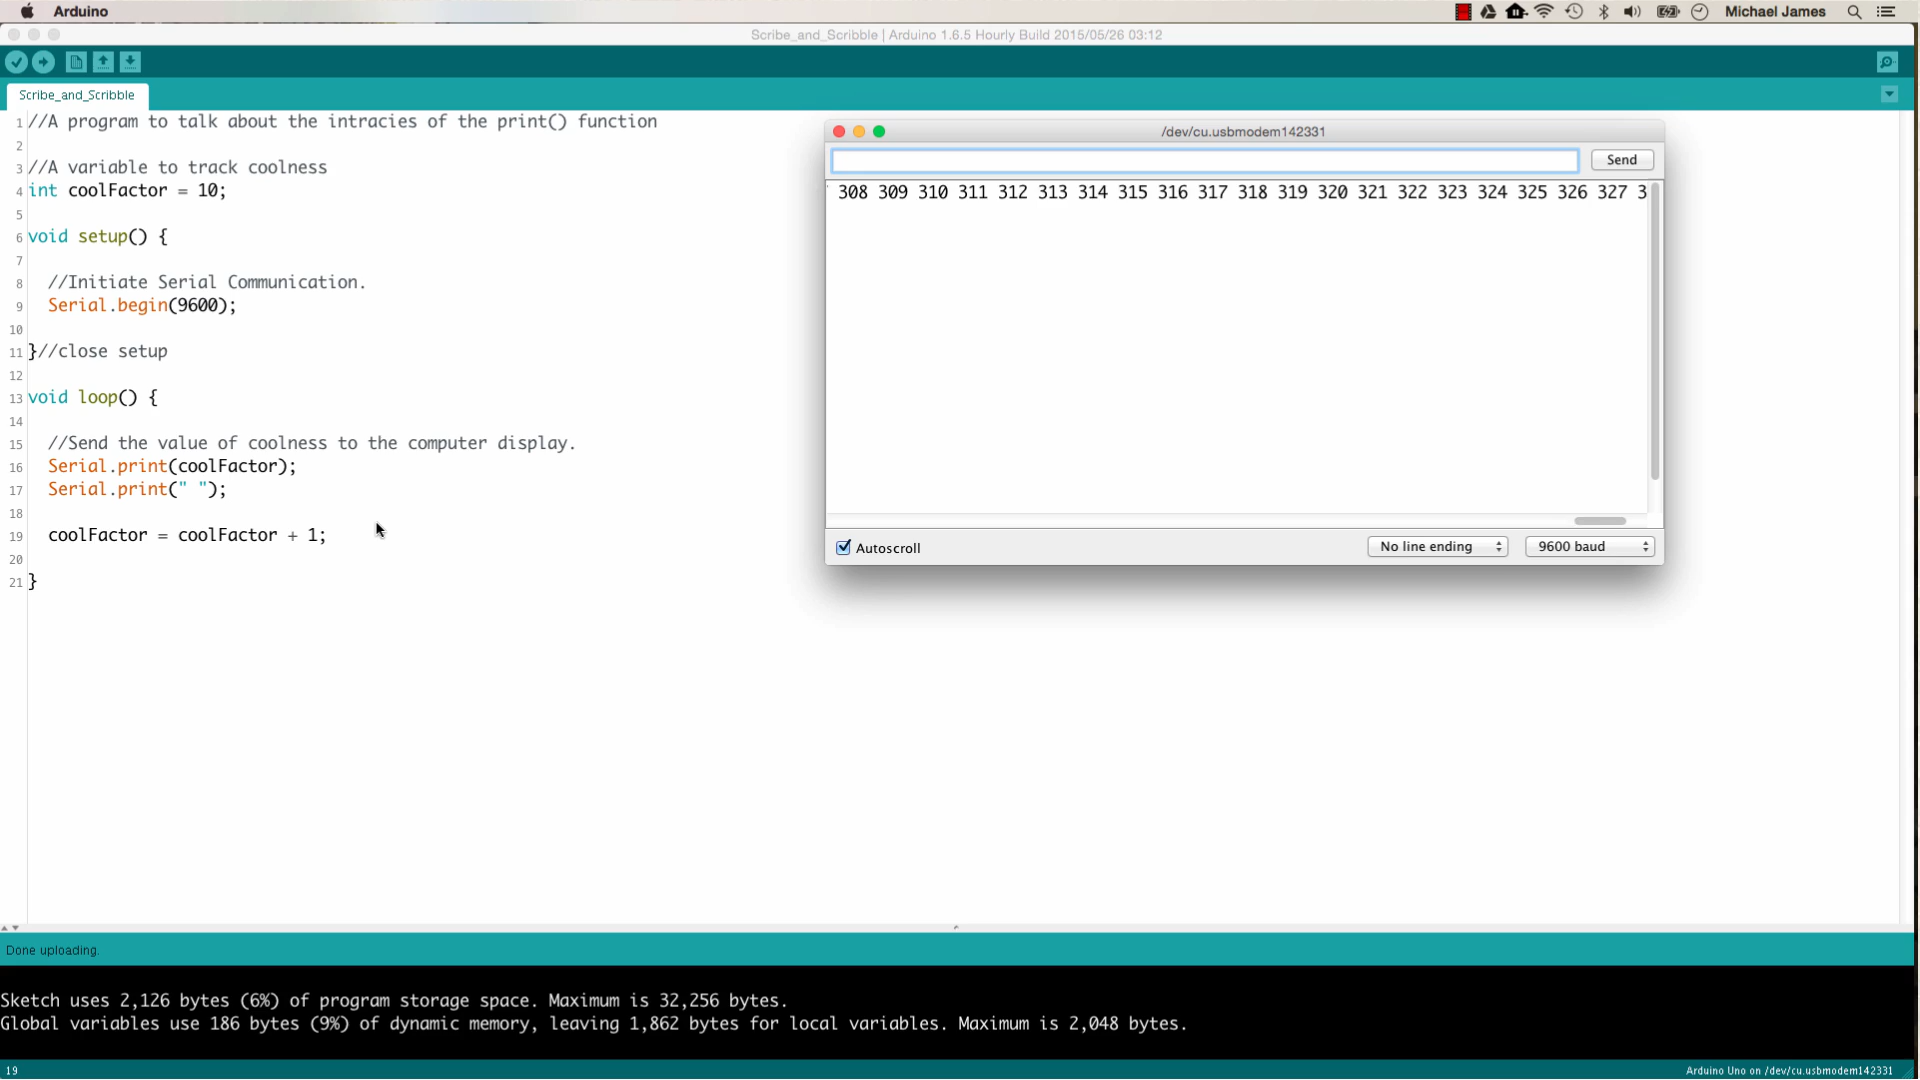 Arduino
Michael James
Scribe_and_Scribble | Arduino 1.6.5 Hourly Build 2015/05/26 03:12
Scribe_and_Scribble
1 //A program to talk about the intracies of the print() function
2
3 //A variable to track coolness
4 int coolFactor = 10;
5
6 void setup() {
7
8 //Initiate Serial Communication.
9 Serial.begin(9600);
10
11 }//close setup
12
13 void loop() {
14
15 //Send the value of coolness to the computer display.
16 Serial.print(coolFactor);
17 Serial.print(" ");
18
19 coolFactor = coolFactor + 1;
20
21 }
/dev/cu.usbmodem142331
Send
308 309 310 311 312 313 314 315 316 317 318 319 320 321 322 323 324 325 326 327 3
Autoscroll
No line ending
9600 baud
Done uploading.
Sketch uses 2,126 bytes (6%) of program storage space. Maximum is 32,256 bytes.
Global variables use 186 bytes (9%) of dynamic memory, leaving 1,862 bytes for local variables. Maximum is 2,048 bytes.
19
Arduino Uno on /dev/cu.usbmodem142331